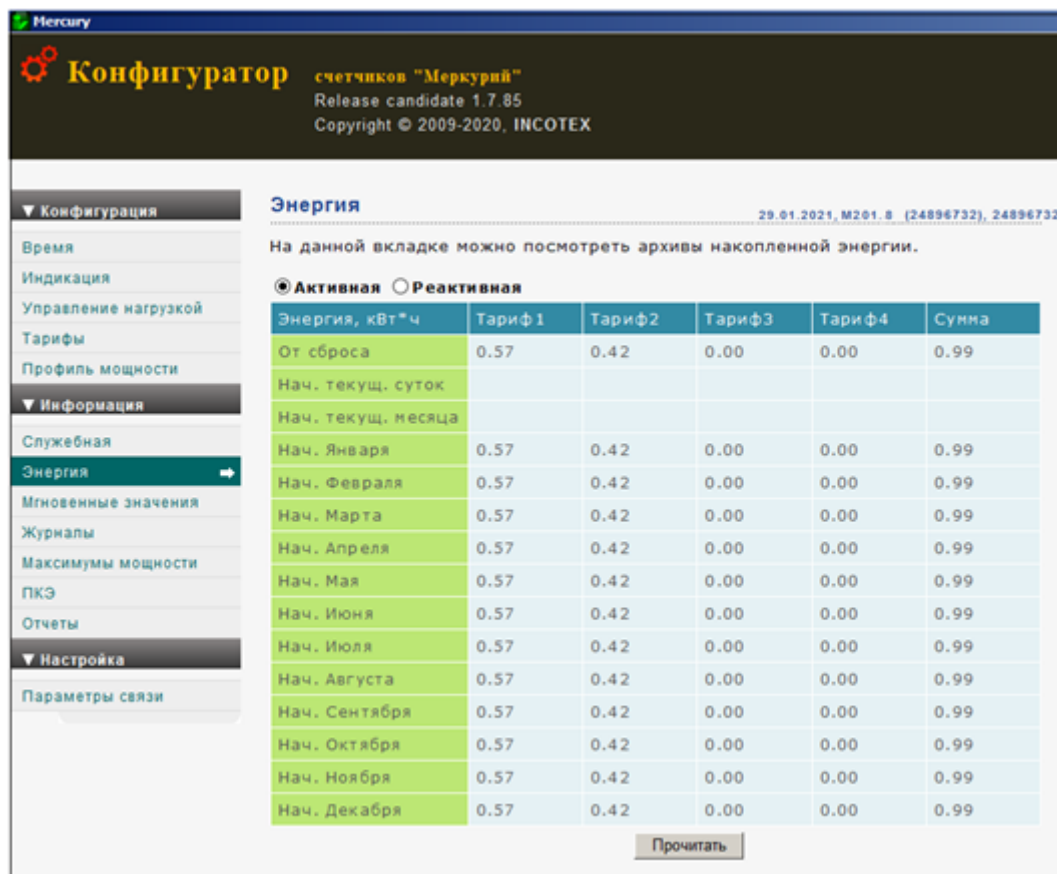 Mercury
Конфигуратор счетчиков "Меркурий"
Release candidate 1.7.85
Copyright © 2009-2020, INCOTEX
▼ Конфигурация
Время
Индикация
Управление нагрузкой
Тарифы
Профиль мощности
▼ Информация
Служебная
Энергия
Мгновенные значения
Журналы
Максимумы мощности
ПКЭ
Отчеты
▼ Настройка
Параметры связи
Энергия
29.01.2021, М201.8 (24896732), 24896732
На данной вкладке можно посмотреть архивы накопленной энергии.
Активная Реактивная
Энергия, кВт*ч Тариф1 Тариф2 Тариф3 Тариф4 Сумма
От сброса 0.57 0.42 0.00 0.00 0.99
Нач. текущ. суток
Нач. текущ. месяца
Нач. Января 0.57 0.42 0.00 0.00 0.99
Нач. Февраля 0.57 0.42 0.00 0.00 0.99
Нач. Марта 0.57 0.42 0.00 0.00 0.99
Нач. Апреля 0.57 0.42 0.00 0.00 0.99
Нач. Мая 0.57 0.42 0.00 0.00 0.99
Нач. Июня 0.57 0.42 0.00 0.00 0.99
Нач. Июля 0.57 0.42 0.00 0.00 0.99
Нач. Августа 0.57 0.42 0.00 0.00 0.99
Нач. Сентября 0.57 0.42 0.00 0.00 0.99
Нач. Октября 0.57 0.42 0.00 0.00 0.99
Нач. Ноября 0.57 0.42 0.00 0.00 0.99
Нач. Декабря 0.57 0.42 0.00 0.00 0.99
Прочитать